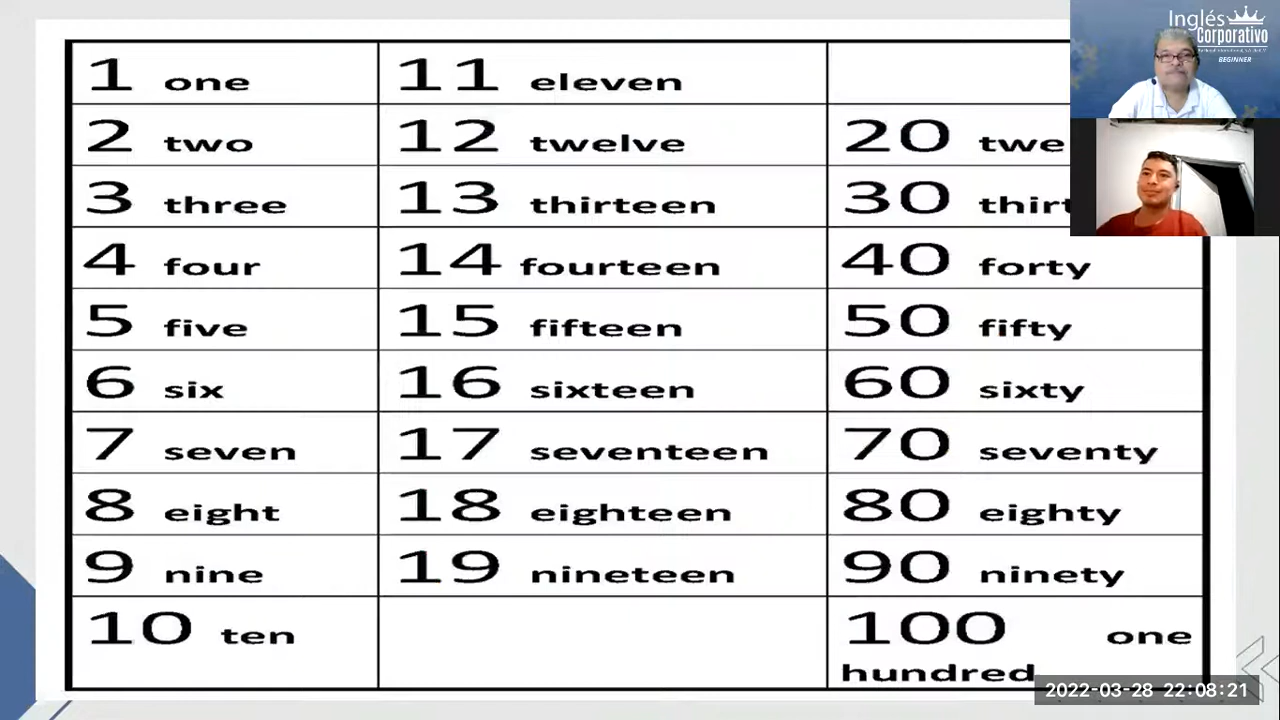 1 one 11 eleven
2 two 12 twelve 20 twe
3 three 13 thirteen 30 thirt
4 four 14 fourteen 40 forty
5 five 15 fifteen 50 fifty
6 six 16 sixteen 60 sixty
7 seven 17 seventeen 70 seventy
8 eight 18 eighteen 80 eighty
9 nine 19 nineteen 90 ninety
10 ten 100 one
hundred
Inglés
Corporativo
BEGINNER
2022-03-28 22:08:21